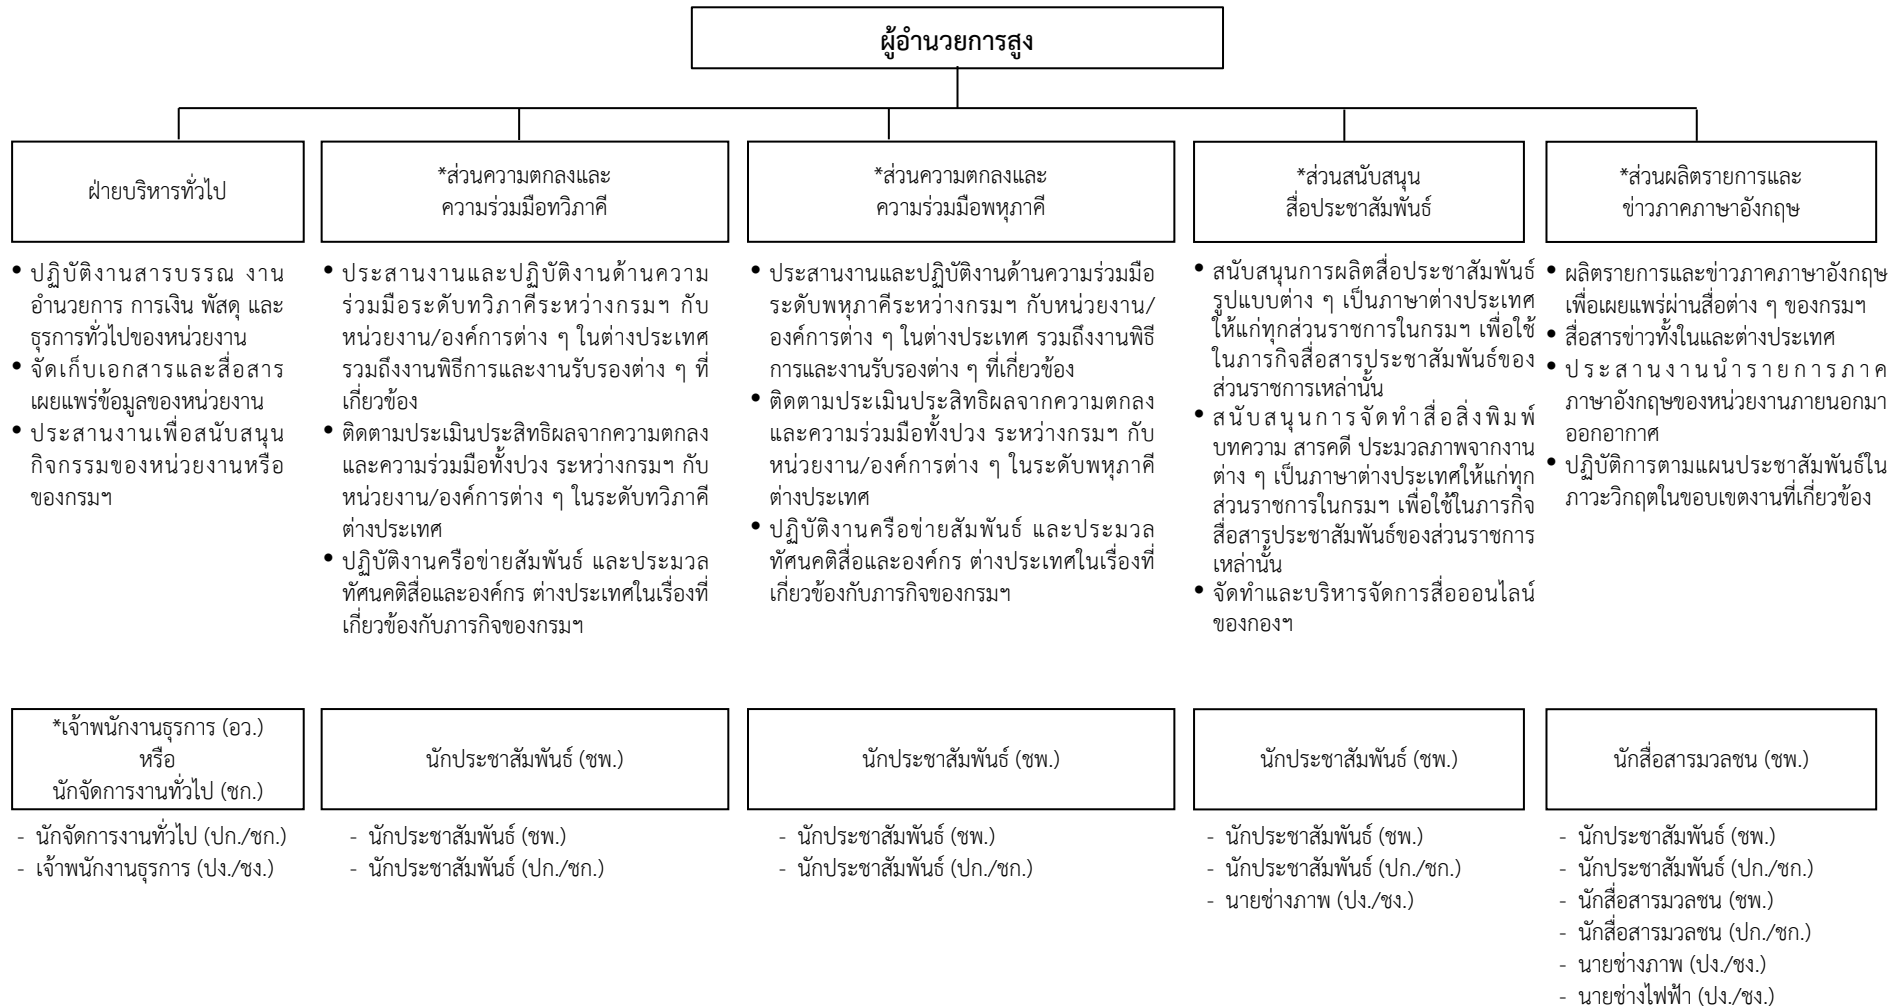 ผู้อำนวยการสูง
ฝ่ายบริหารทั่วไป
• ปฏิบัติงานสารบรรณ งาน
อำนวยการ การเงิน พัสดุ และ
ธุรการทั่วไปของหน่วยงาน
• จัดเก็บเอกสารและสื่อสาร
เผยแพร่ข้อมูลของหน่วยงาน
• ประสานงานเพื่อสนับสนุน
กิจกรรมของหน่วยงานหรือ
ของกรมฯ
*เจ้าพนักงานธุรการ (อว.)
หรือ
นักจัดการงานทั่วไป (ชก.)
- นักจัดการงานทั่วไป (ปก./ชก.)
- เจ้าพนักงานธุรการ (ปง./ชง.)
*ส่วนความตกลงและ
ความร่วมมือทวิภาคี
• ประสานงานและปฏิบัติงานด้านความ
ร่วมมือระดับทวิภาคีระหว่างกรมฯ กับ
หน่วยงาน/องค์การต่าง ๆ ในต่างประเทศ
รวมถึงงานพิธีการและงานรับรองต่าง ๆ ที่
เกี่ยวข้อง
• ติดตามประเมินประสิทธิผลจากความตกลง
และความร่วมมือทั้งปวง ระหว่างกรมฯ กับ
หน่วยงาน/องค์การต่าง ๆ ในระดับทวิภาคี
ต่างประเทศ
• ปฏิบัติงานครือข่ายสัมพันธ์ และประมวล
ทัศนคติสื่อและองค์กร ต่างประเทศในเรื่องที่
เกี่ยวข้องกับภารกิจของกรมฯ
นักประชาสัมพันธ์ (ชพ.)
- นักประชาสัมพันธ์ (ชพ.)
- นักประชาสัมพันธ์ (ปก./ชก.)
*ส่วนความตกลงและ
ความร่วมมือพหุภาคี
• ประสานงานและปฏิบัติงานด้านความร่วมมือ
ระดับพหุภาคีระหว่างกรมฯ กับหน่วยงาน/
องค์การต่าง ๆ ในต่างประเทศ รวมถึงงานพิธี
การและงานรับรองต่าง ๆ ที่เกี่ยวข้อง
• ติดตามประเมินประสิทธิผลจากความตกลง
และความร่วมมือทั้งปวง ระหว่างกรมฯ กับ
หน่วยงาน/องค์การต่าง ๆ ในระดับพหุภาคี
ต่างประเทศ
• ปฏิบัติงานครือข่ายสัมพันธ์ และประมวล
ทัศนคติสื่อและองค์กร ต่างประเทศในเรื่องที่
เกี่ยวข้องกับภารกิจของกรมฯ
นักประชาสัมพันธ์ (ชพ.)
- นักประชาสัมพันธ์ (ชพ.)
- นักประชาสัมพันธ์ (ปก./ชก.)
*ส่วนสนับสนุน
สื่อประชาสัมพันธ์
• สนับสนุนการผลิตสื่อประชาสัมพันธ์
รูปแบบต่าง ๆ เป็นภาษาต่างประเทศ
ให้แก่ทุกส่วนราชการในกรมฯ เพื่อใช้
ในภารกิจสื่อสารประชาสัมพันธ์ของ
ส่วนราชการเหล่านั้น
• สนับสนุนการจัดทำสื่อสิ่งพิมพ์
บทความ สารคดี ประมวลภาพจากงาน
ต่าง ๆ เป็นภาษาต่างประเทศให้แก่ทุก
ส่วนราชการในกรมฯ เพื่อใช้ในภารกิจ
สื่อสารประชาสัมพันธ์ของส่วนราชการ
เหล่านั้น
• จัดทำและบริหารจัดการสื่อออนไลน์
ของกองฯ
นักประชาสัมพันธ์ (ชพ.)
- นักประชาสัมพันธ์ (ชพ.)
- นักประชาสัมพันธ์ (ปก./ชก.)
- นายช่างภาพ (ปง./ชง.)
*ส่วนผลิตรายการและ
ข่าวภาคภาษาอังกฤษ
• ผลิตรายการและข่าวภาคภาษาอังกฤษ
เพื่อเผยแพร่ผ่านสื่อต่าง ๆ ของกรมฯ
• สื่อสารข่าวทั้งในและต่างประเทศ
• ประสานงานนำรายการภาค
ภาษาอังกฤษของหน่วยงานภายนอกมา
ออกอากาศ
• ปฏิบัติการตามแผนประชาสัมพันธ์ใน
ภาวะวิกฤตในขอบเขตงานที่เกี่ยวข้อง
นักสื่อสารมวลชน (ชพ.)
- นักประชาสัมพันธ์ (ชพ.)
- นักประชาสัมพันธ์ (ปก./ชก.)
- นักสื่อสารมวลชน (ชพ.)
- นักสื่อสารมวลชน (ปก./ชก.)
- นายช่างภาพ (ปง./ชง.)
- นายช่างไฟฟ้า (ปง./ชง.)